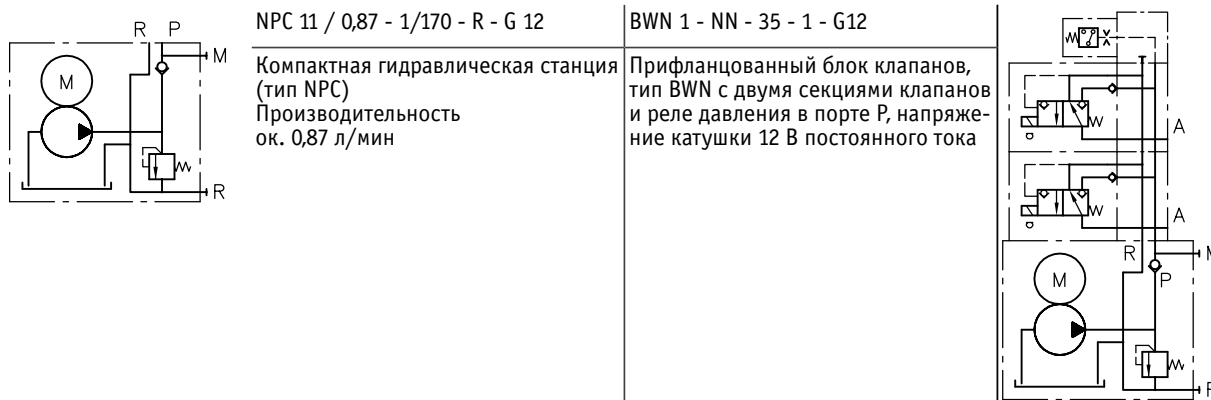 R P
M
M
R
NPC 11 / 0,87 - 1/170 - R - G 12
Компактная гидравлическая станция
(тип NPC)
Производительность
ок. 0,87 л/мин
BWN 1 - NN - 35 - 1 - G12
Прифланцованный блок клапанов,
тип BWN с двумя секциями клапанов
и реле давления в порте P, напряже-
ние катушки 12 В постоянного тока
A
A
R
M
P
M
R